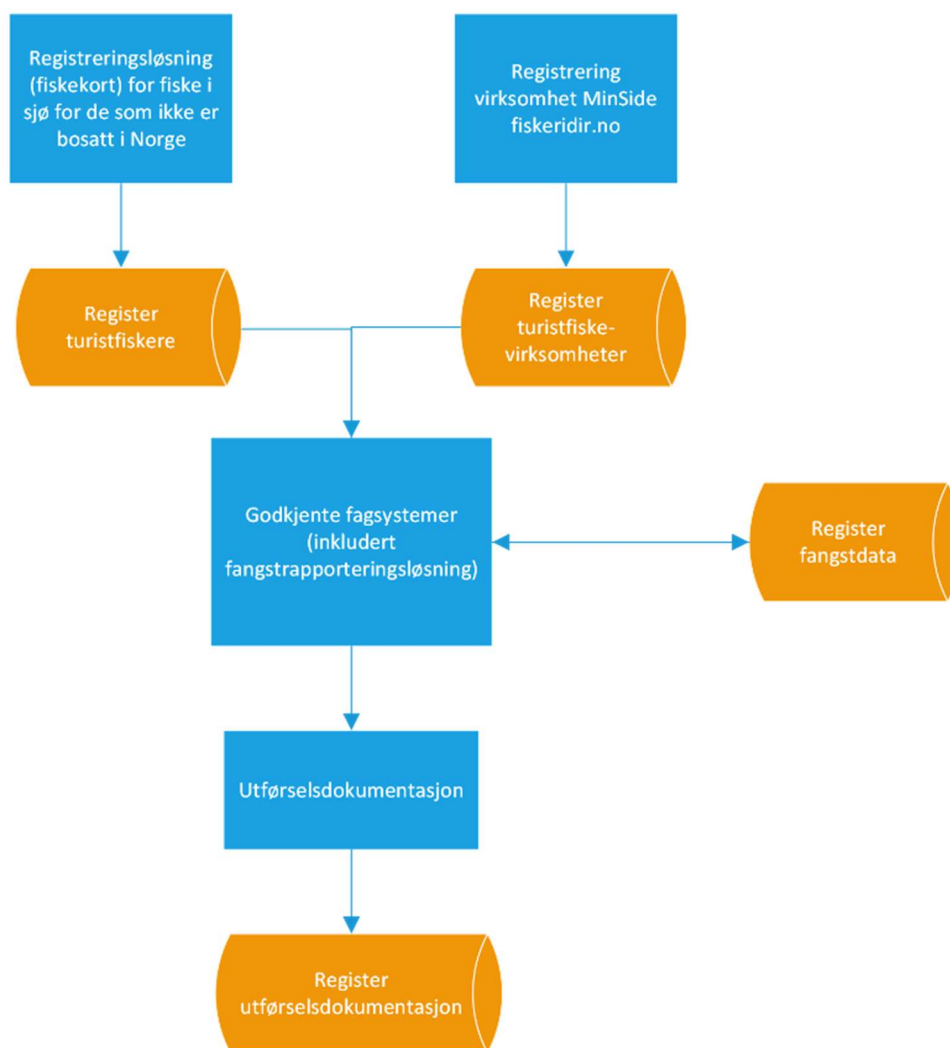 Registreringsløsning
(fiskekort) for fiske i
sjø for de som ikke er
bosatt i Norge
Registrering
virksomhet MinSide
fiskeridir.no
Register
turistfiskere
Register
turistfiske-
virksomheter
Godkjente fagsystemer
(inkludert
fangstrapporteringsløsning)
Register
fangstdata
Utførselsdokumentasjon
Register
utførselsdokumentasjon